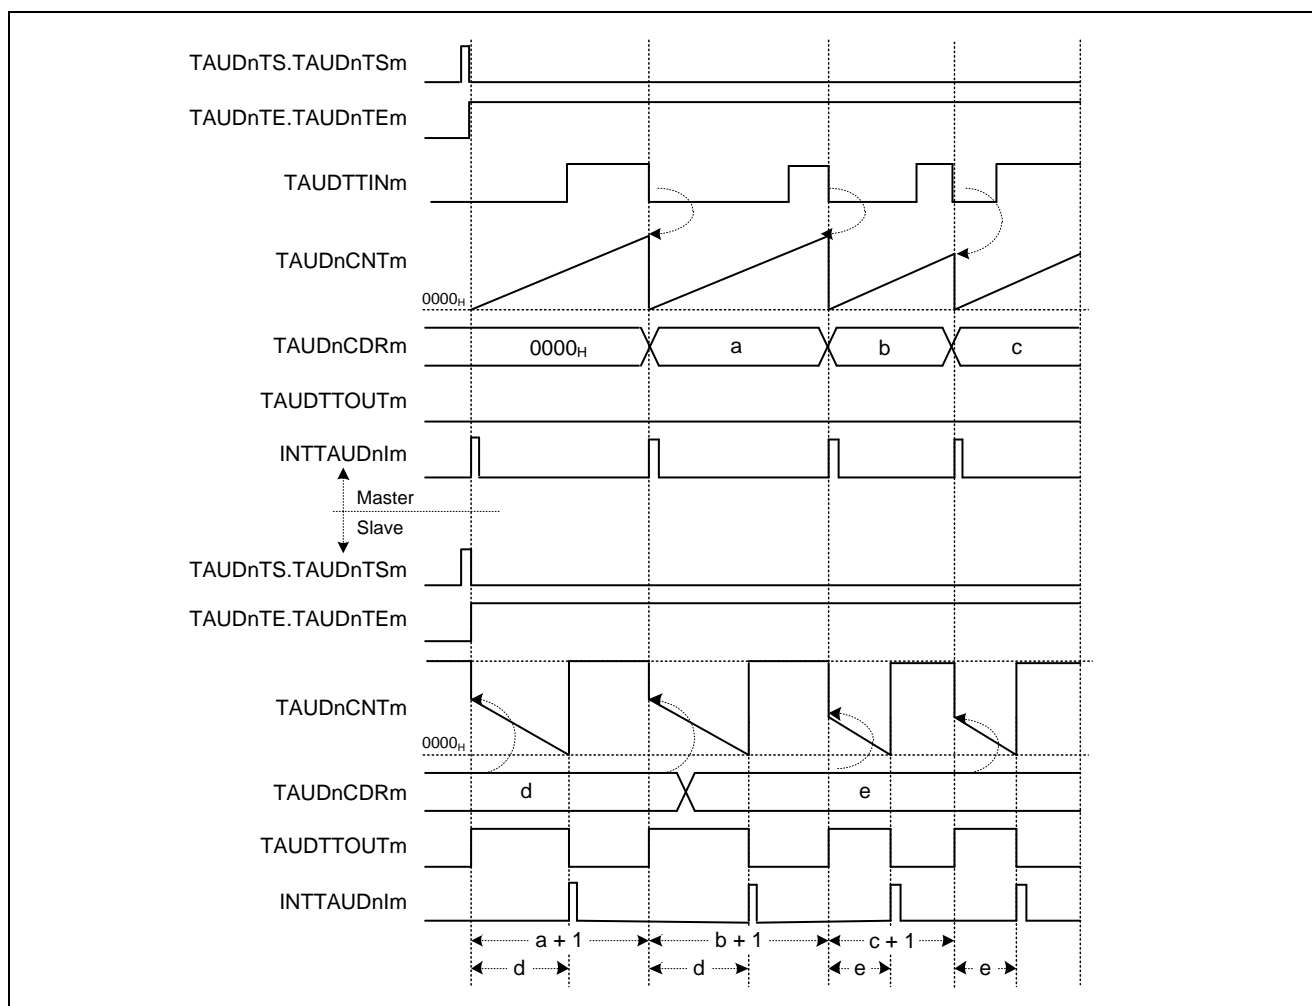 TAUDnTS.TAUDnTSm
TAUDnTE.TAUDnTEm
TAUDTTINm
TAUDnCNTm
0000H
TAUDnCDRm
0000H
a
b
c
TAUDTTOUTm
INTTAUDnIm
Master
Slave
TAUDnTS.TAUDnTSm
TAUDnTE.TAUDnTEm
TAUDnCNTm
0000H
TAUDnCDRm
d
e
TAUDTTOUTm
INTTAUDnIm
a + 1
b + 1
c + 1
d
d
e
e